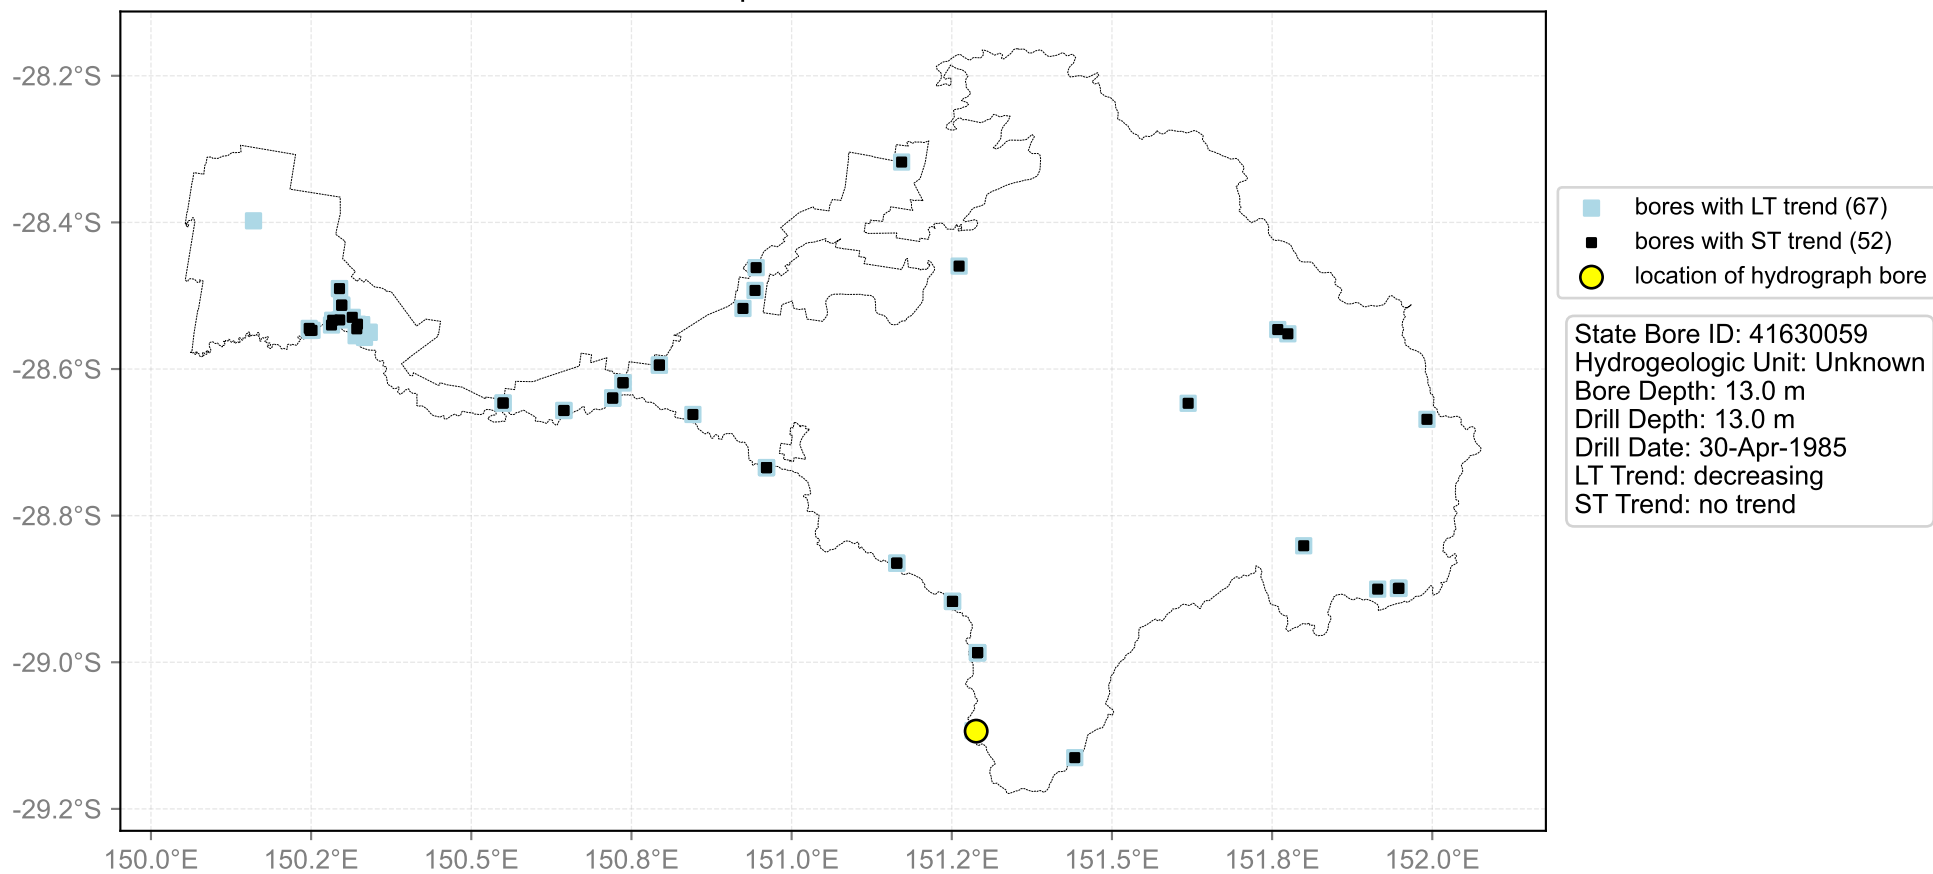 -28.2°S
-28.4°S
-28.6°S
-28.8°S
-29.0°S
-29.2°S
150.0°E 150.2°E 150.5°E 150.8°E 151.0°E 151.2°E 151.5°E 151.8°E 152.0°E
bores with LT trend (67)
bores with ST trend (52)
location of hydrograph bore
State Bore ID: 41630059
Hydrogeologic Unit: Unknown
Bore Depth: 13.0 m
Drill Depth: 13.0 m
Drill Date: 30-Apr-1985
LT Trend: decreasing
ST Trend: no trend